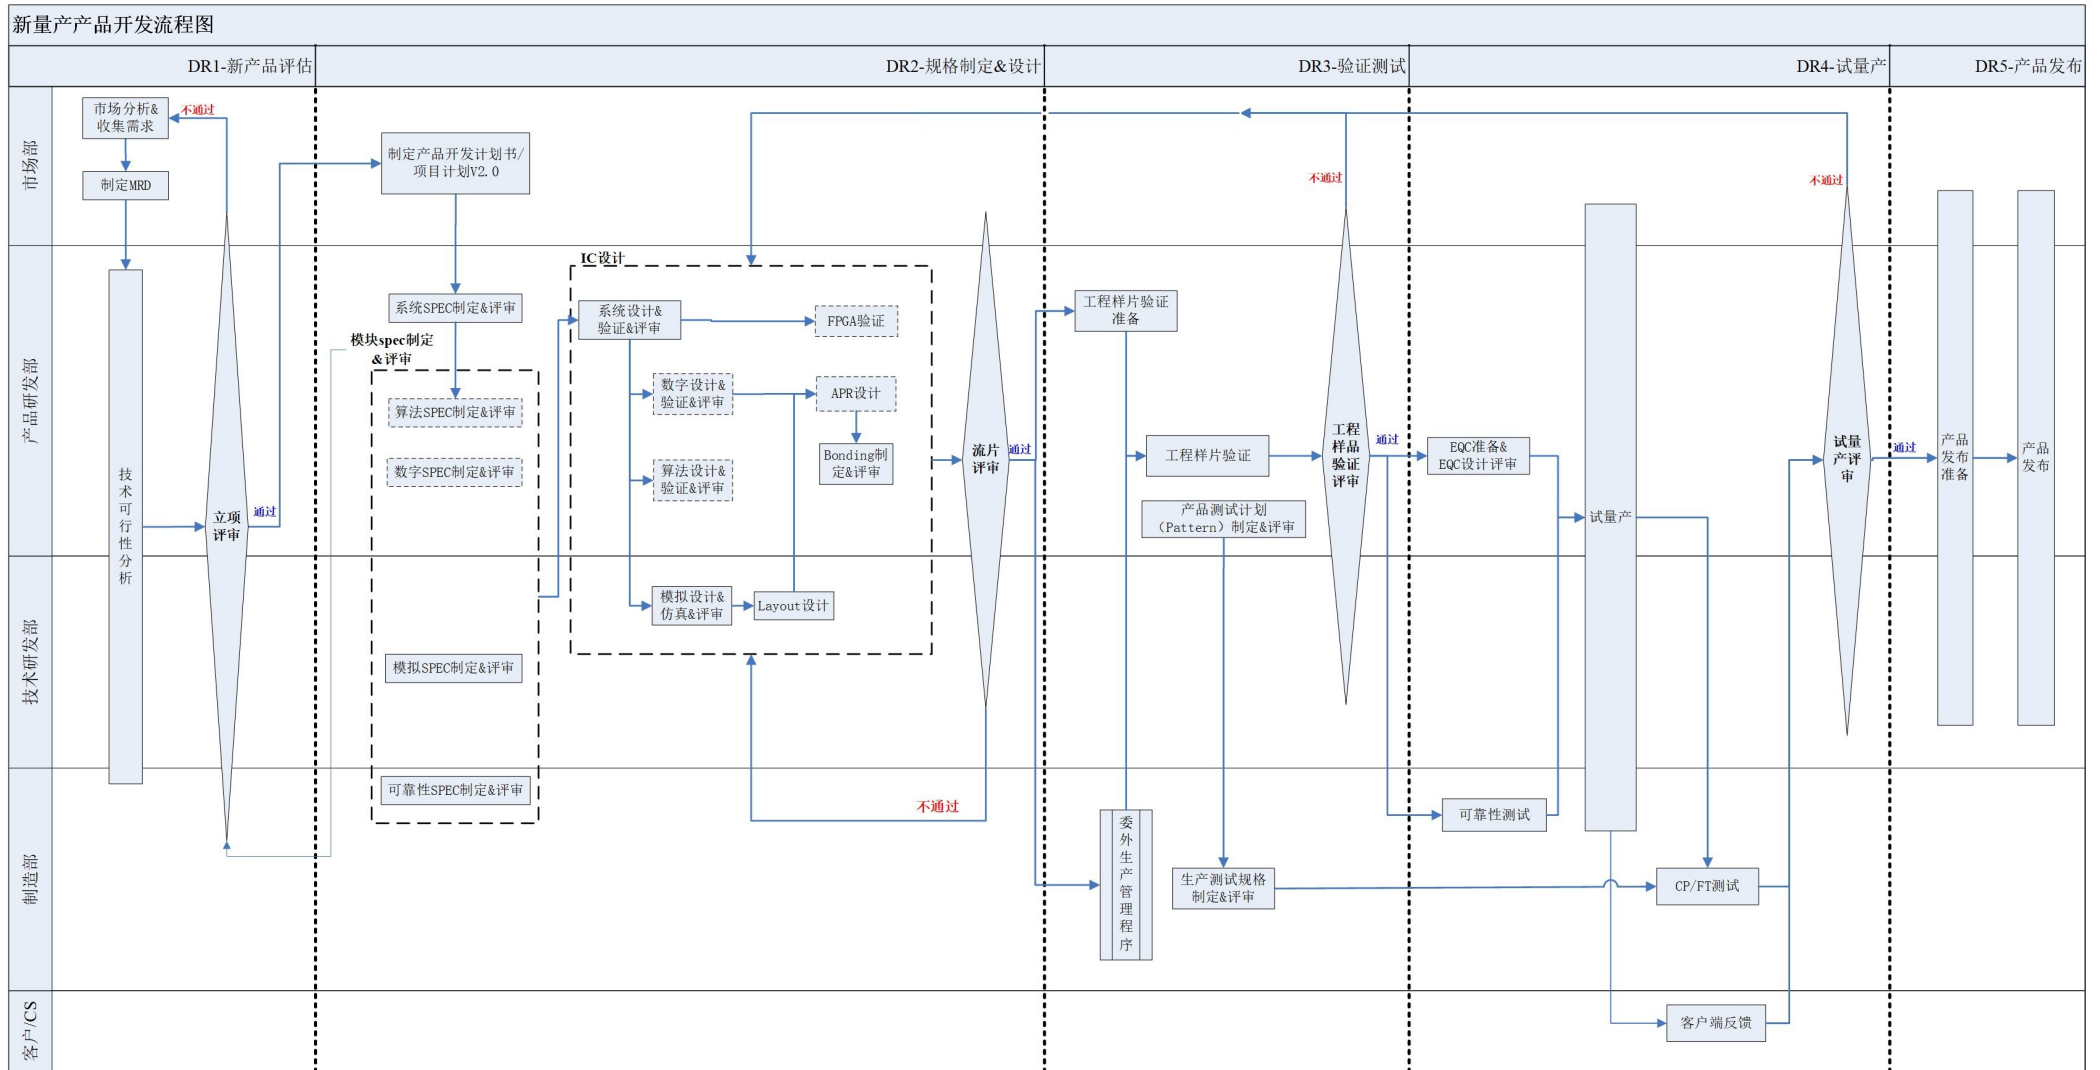 新量产产品开发流程图
DR1-新产品评估
DR2-规格制定&设计
DR3-验证测试
DR4-试量产
DR5-产品发布
市场部
市场分析&
收集需求
不通过
制定MRD
制定产品开发计划书/
项目计划V2.0
不通过
不通过
产品研发部
技术可行性分析
立项
评审
通过
系统SPEC制定&评审
模块spec制定
&评审
算法SPEC制定&评审
数字SPEC制定&评审
IC设计
系统设计&
验证&评审
FPGA验证
数字设计&
验证&评审
APR设计
算法设计&
验证&评审
Bonding制
定&评审
流片
评审
通过
工程样片验证
准备
工程样片验证
产品测试计划
（Pattern）制定&评审
工程
样品
验证
评审
通过
EQC准备&
EQC设计评审
试量产
试量
产评
审
通过
产品
发布
准备
产品
发布
技术研发部
模拟SPEC制定&评审
模拟设计&
仿真&评审
Layout设计
制造部
可靠性SPEC制定&评审
不通过
委外生产管理程序
生产测试规格
制定&评审
可靠性测试
CP/FT测试
客户/CS
客户端反馈